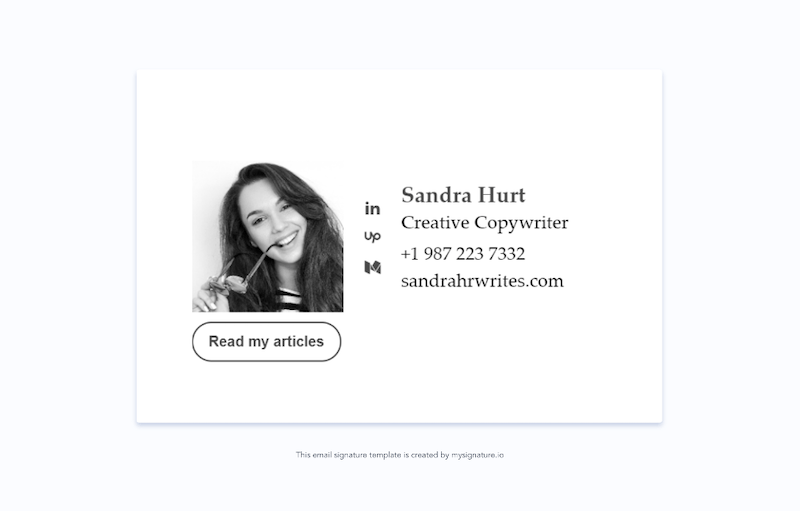 Sandra Hurt
Creative Copywriter
+1 987 223 7332
sandrahrwrites.com
in
up
M
Read my articles
This email signature template is created by mysignature.io